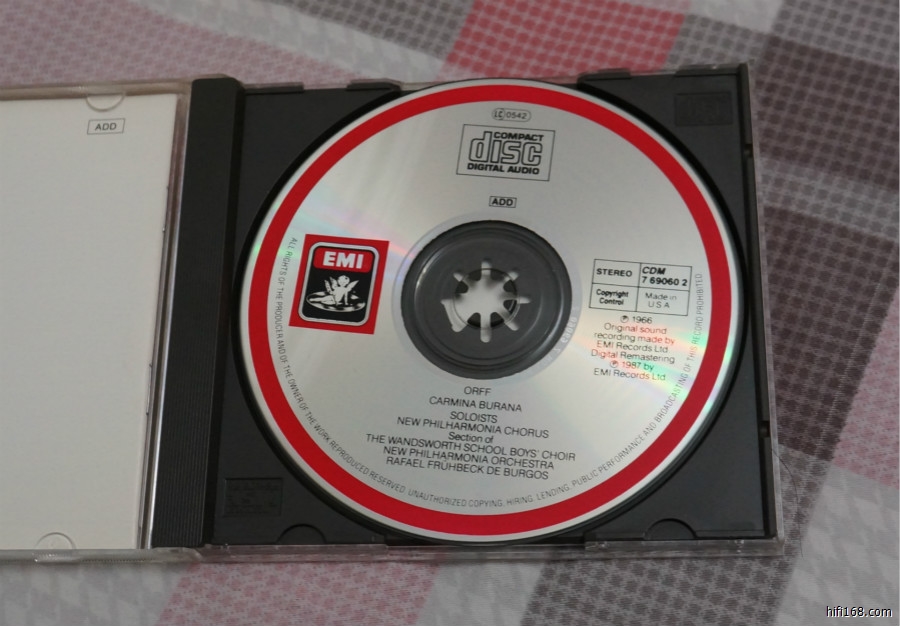 ADD
LC 0542
COMPACT
disc
DIGITAL AUDIO
ADD
EMI
STEREO
CDM
7 69060 2
Copyright
Control
Made in
U S A
℗ 1966
Original sound
recording made by
EMI Records Ltd.
Digital Remastering
℗ 1987 by
EMI Records Ltd.
ORFF
CARMINA BURANA
SOLOISTS
NEW PHILHARMONIA CHORUS
Section of
THE WANDSWORTH SCHOOL BOYS' CHOIR
NEW PHILHARMONIA ORCHESTRA
RAFAEL FRÜHBECK DE BURGOS
ALL RIGHTS OF THE PRODUCER AND OF THE OWNER OF THE WORK REPRODUCED RESERVED. UNAUTHORIZED COPYING, HIRING, LENDING, PUBLIC PERFORMANCE AND BROADCASTING OF THIS RECORD PROHIBITED
hifi168.com